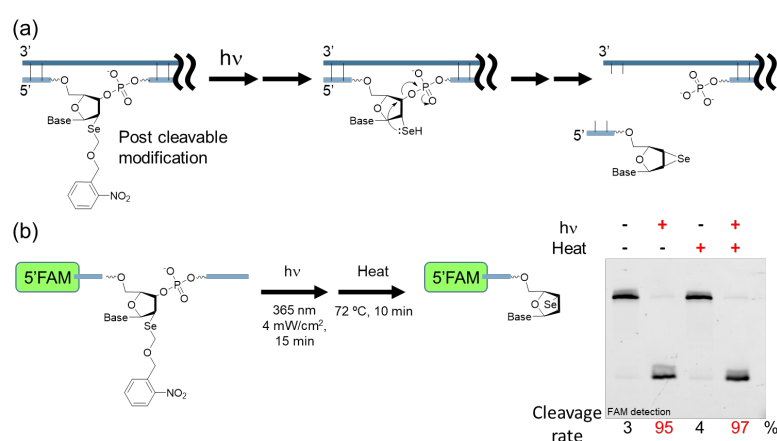 (a)
3'
5'
O
O
P
O⁻
O
O
Base
Se
O
NO₂
Post cleavable
modification
hν
3'
5'
O
O
P
O⁻
O
O
Base
:SeH
3'
O⁻
P
O⁻
O
O
5'
O
O
Base
Se
(b)
5'FAM
O
O
P
O⁻
O
O
Base
Se
O
NO₂
hν
365 nm
4 mW/cm²,
15 min
Heat
72 ºC, 10 min
5'FAM
O
O
Se
Base
hν - + - +
Heat - - + +
FAM detection
Cleavage
rate 3 95 4 97 %